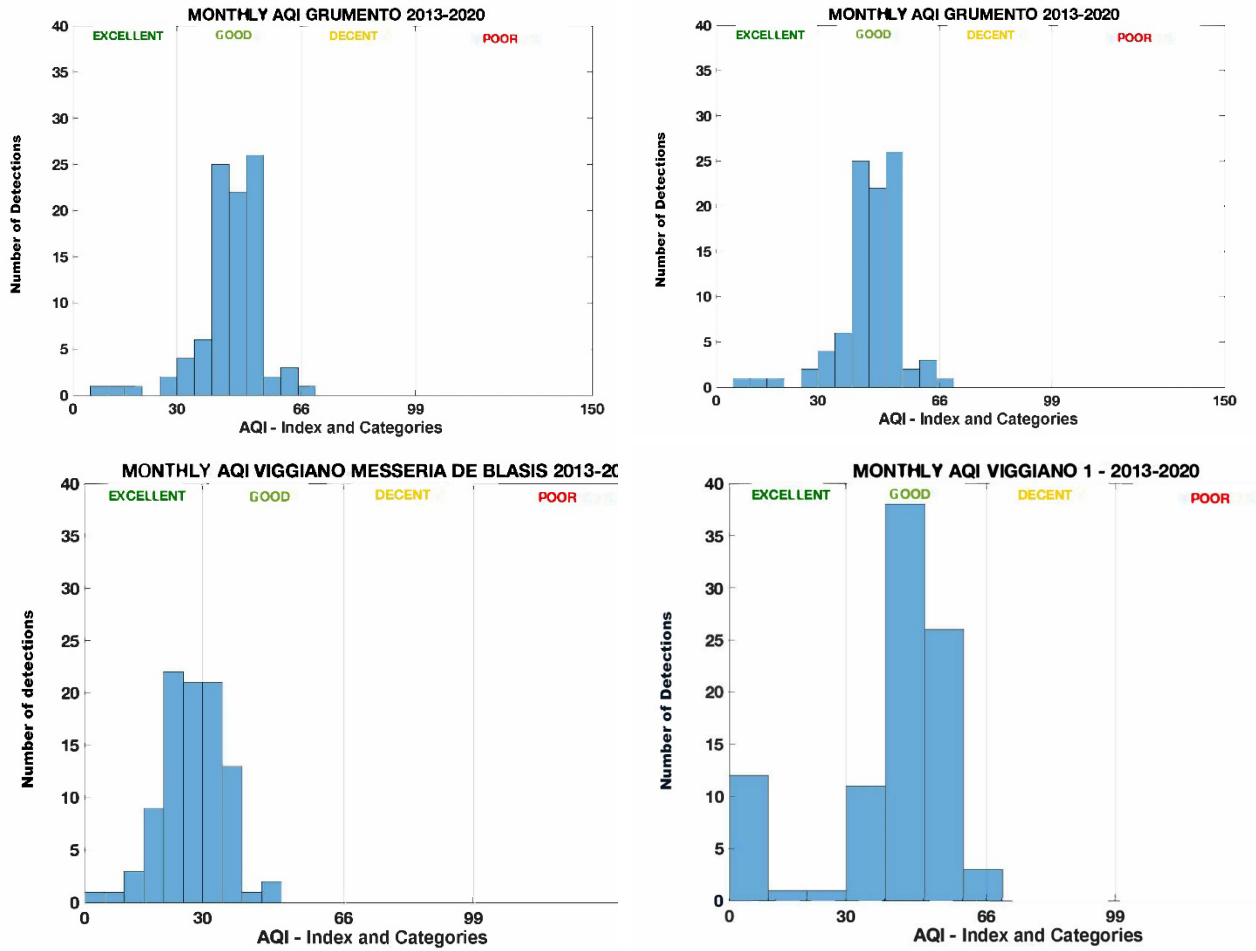 MONTHLY AQI GRUMENTO 2013-2020
EXCELLENT GOOD DECENT POOR
40
35
30
25
20
15
10
5
0
Number of Detections
0 30 66 99 150
AQI - Index and Categories
MONTHLY AQI GRUMENTO 2013-2020
EXCELLENT GOOD DECENT POOR
40
35
30
25
20
15
10
5
0
Number of Detections
0 30 66 99 150
AQI - Index and Categories
MONTHLY AQI VIGGIANO MESSERIA DE BLASIS 2013-20
EXCELLENT GOOD DECENT POOR
40
35
30
25
20
15
10
5
0
Number of detections
0 30 66 99
AQI - Index and Categories
MONTHLY AQI VIGGIANO 1 - 2013-2020
EXCELLENT GOOD DECENT POOR
40
35
30
25
20
15
10
5
0
Number of Detections
0 30 66 99
AQI - Index and Categories